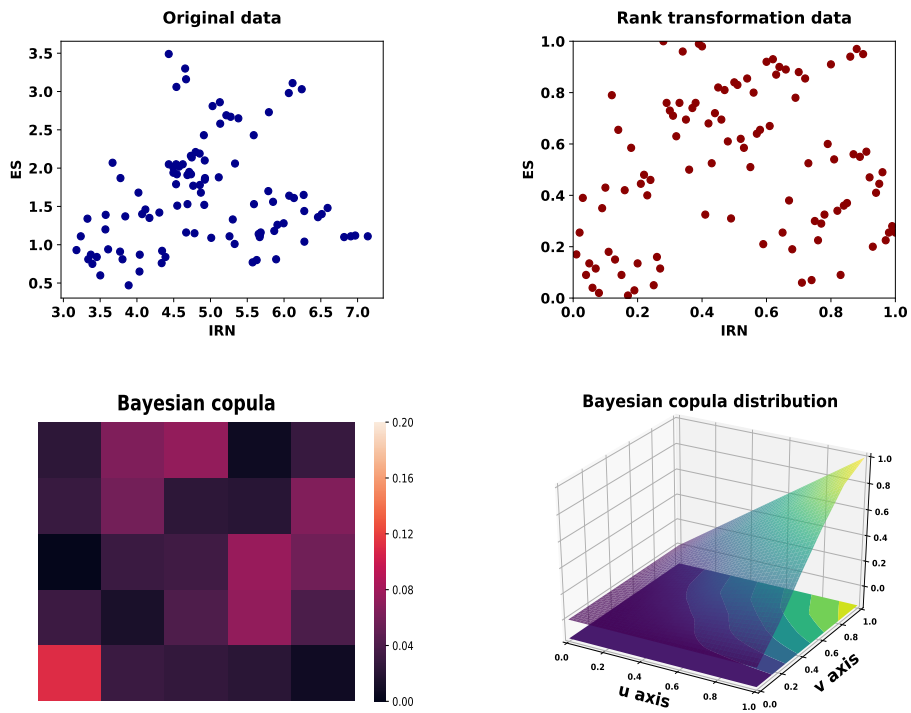 Original data
3.5
3.0
2.5
2.0
1.5
1.0
0.5
ES
3.0 3.5 4.0 4.5 5.0 5.5 6.0 6.5 7.0
IRN
Rank transformation data
1.0
0.8
0.6
0.4
0.2
0.0
ES
0.0 0.2 0.4 0.6 0.8 1.0
IRN
Bayesian copula
0.20
0.16
0.12
0.08
0.04
0.00
Bayesian copula distribution
1.0
0.8
0.6
0.4
0.2
0.0
0.0 0.2 0.4 0.6 0.8 1.0
u axis
0.0 0.2 0.4 0.6 0.8 1.0
v axis